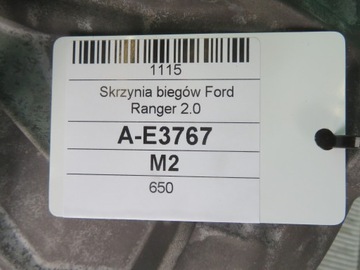 1115
Skrzynia biegów Ford
Ranger 2.0
A-E3767
M2
650